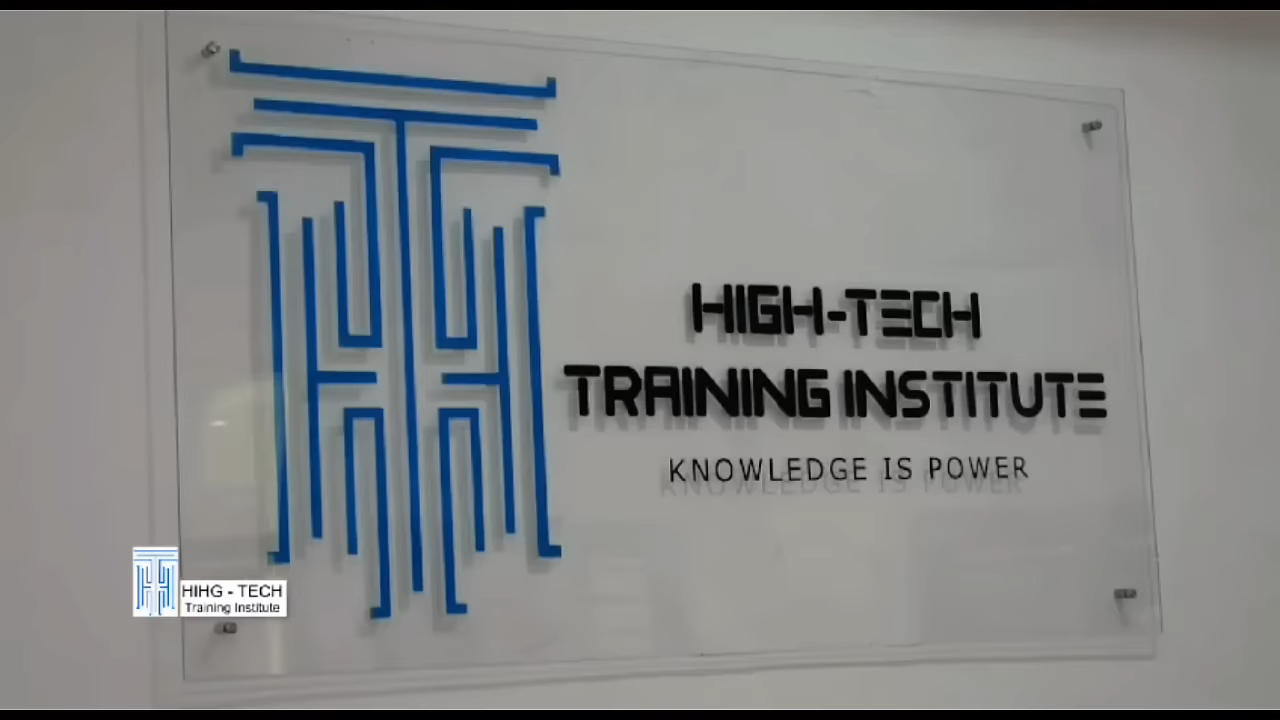 HIGH-TECH
TRAINING INSTITUTE
KNOWLEDGE IS POWER
HIHG - TECH
Training Institute